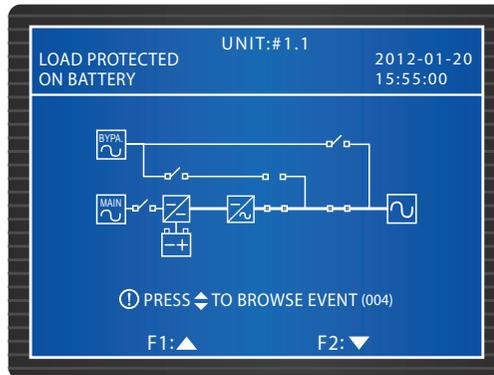 UNIT:#1.1
LOAD PROTECTED
ON BATTERY
2012-01-20
15:55:00
BYPA.
MAIN
PRESS TO BROWSE EVENT (004)
F1:
F2: